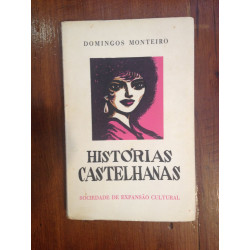 DOMINGOS MONTEIRO
HISTÓRIAS
CASTELHANAS
SOCIEDADE DE EXPANSÃO CULTURAL